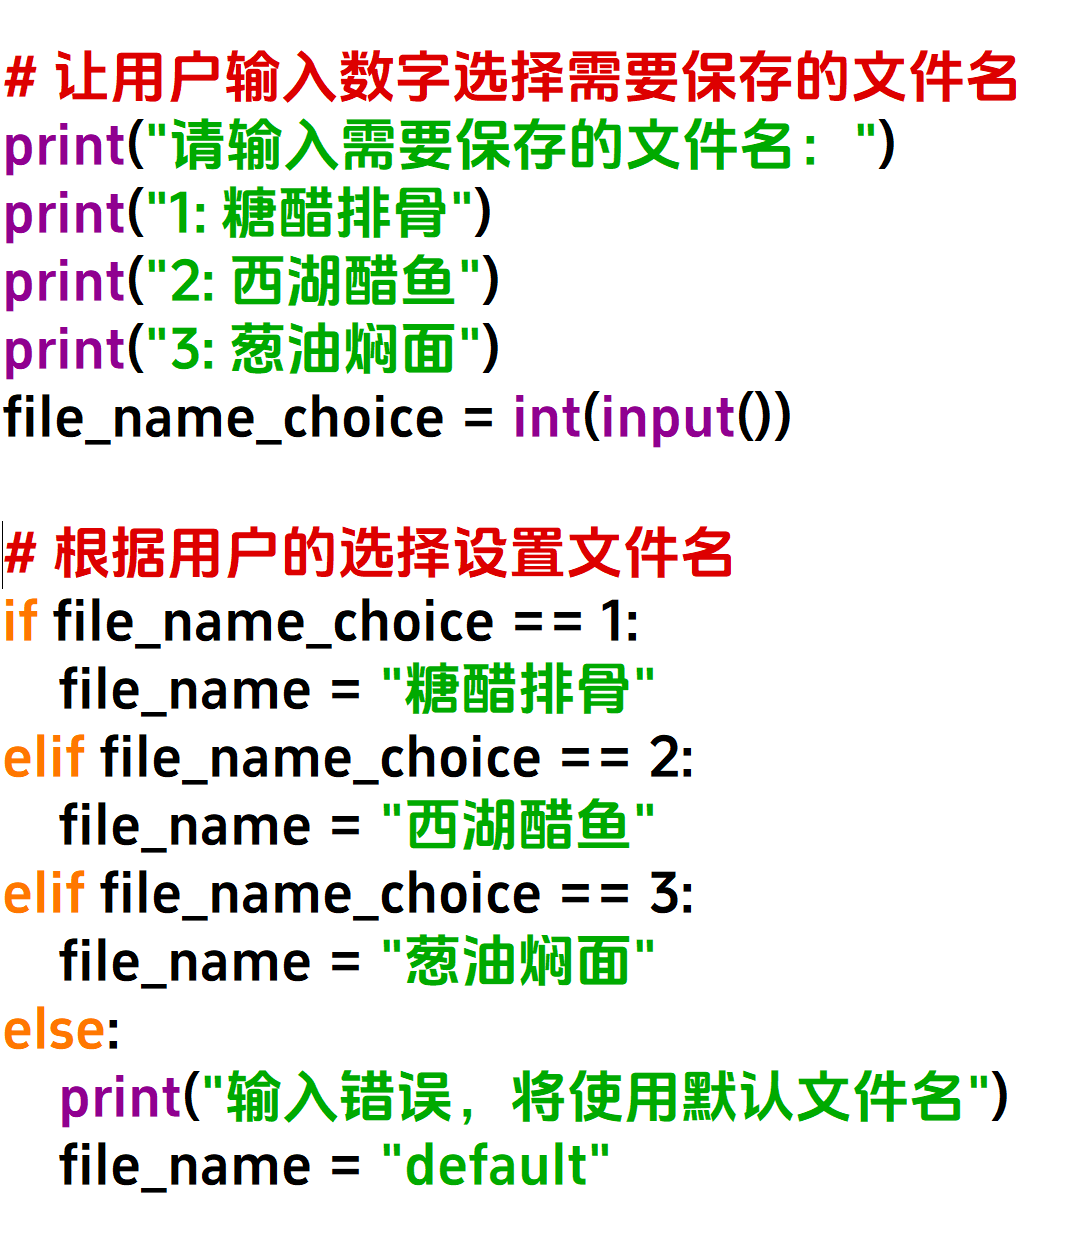 # 让用户输入数字选择需要保存的文件名
print("请输入需要保存的文件名： ")
print("1: 糖醋排骨")
print("2: 西湖醋鱼")
print("3: 葱油焖面")
file_name_choice = int(input())
# 根据用户的选择设置文件名
if file_name_choice == 1:
    file_name = "糖醋排骨"
elif file_name_choice == 2:
    file_name = "西湖醋鱼"
elif file_name_choice == 3:
    file_name = "葱油焖面"
else:
    print("输入错误，将使用默认文件名")
    file_name = "default"